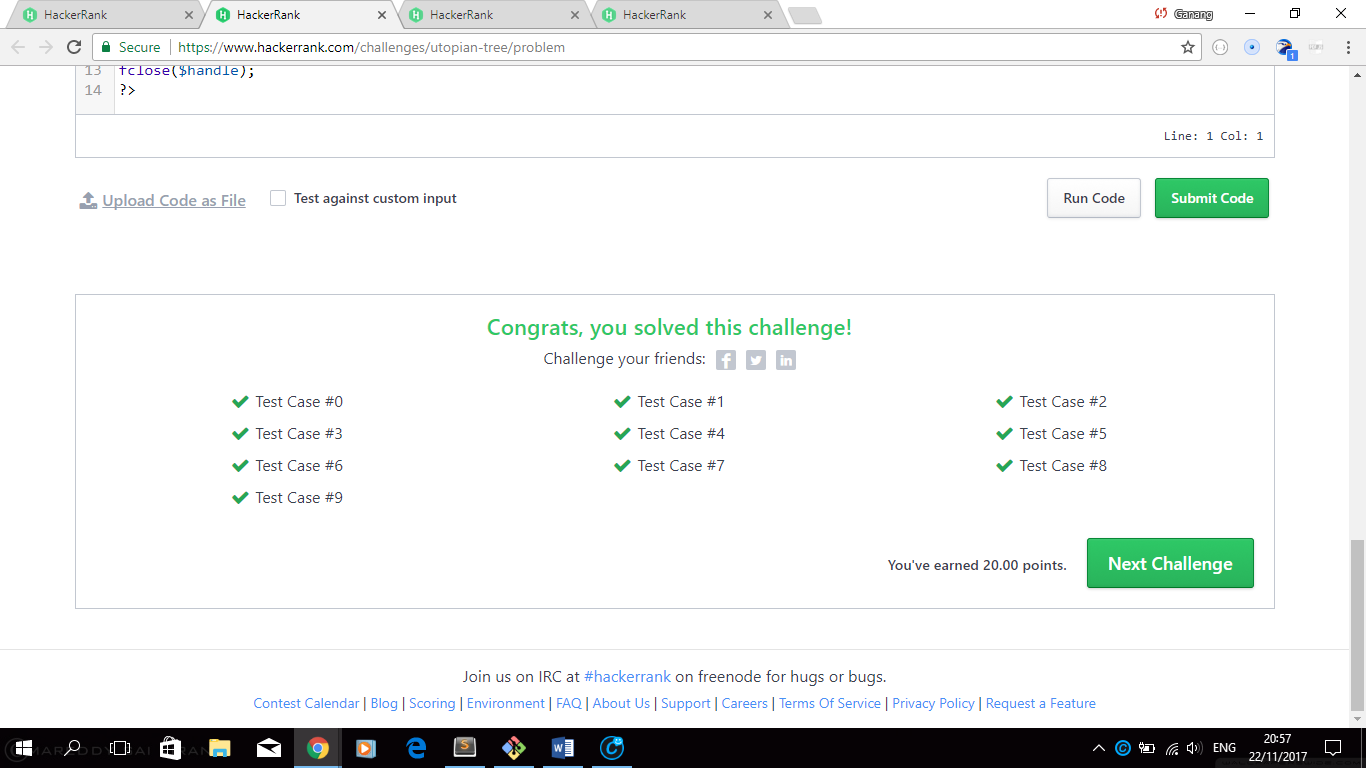 HackerRank HackerRank HackerRank HackerRank Ganang
Secure https://www.hackerrank.com/challenges/utopian-tree/problem
13 fclose($handle);
14 ?>
Line: 1 Col: 1
Upload Code as File Test against custom input Run Code Submit Code
Congrats, you solved this challenge!
Challenge your friends:
Test Case #0 Test Case #1 Test Case #2
Test Case #3 Test Case #4 Test Case #5
Test Case #6 Test Case #7 Test Case #8
Test Case #9
You've earned 20.00 points. Next Challenge
Join us on IRC at #hackerrank on freenode for hugs or bugs.
Contest Calendar | Blog | Scoring | Environment | FAQ | About Us | Support | Careers | Terms Of Service | Privacy Policy | Request a Feature
ENG 20:57
22/11/2017